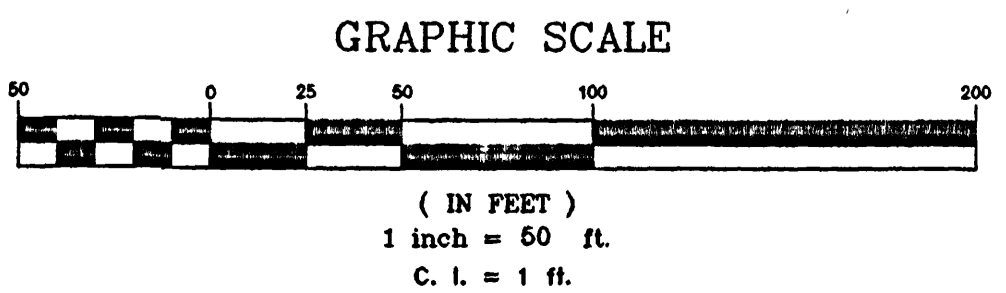 GRAPHIC SCALE
50 0 25 50 100 200
( IN FEET )
1 inch = 50 ft.
C. I. = 1 ft.